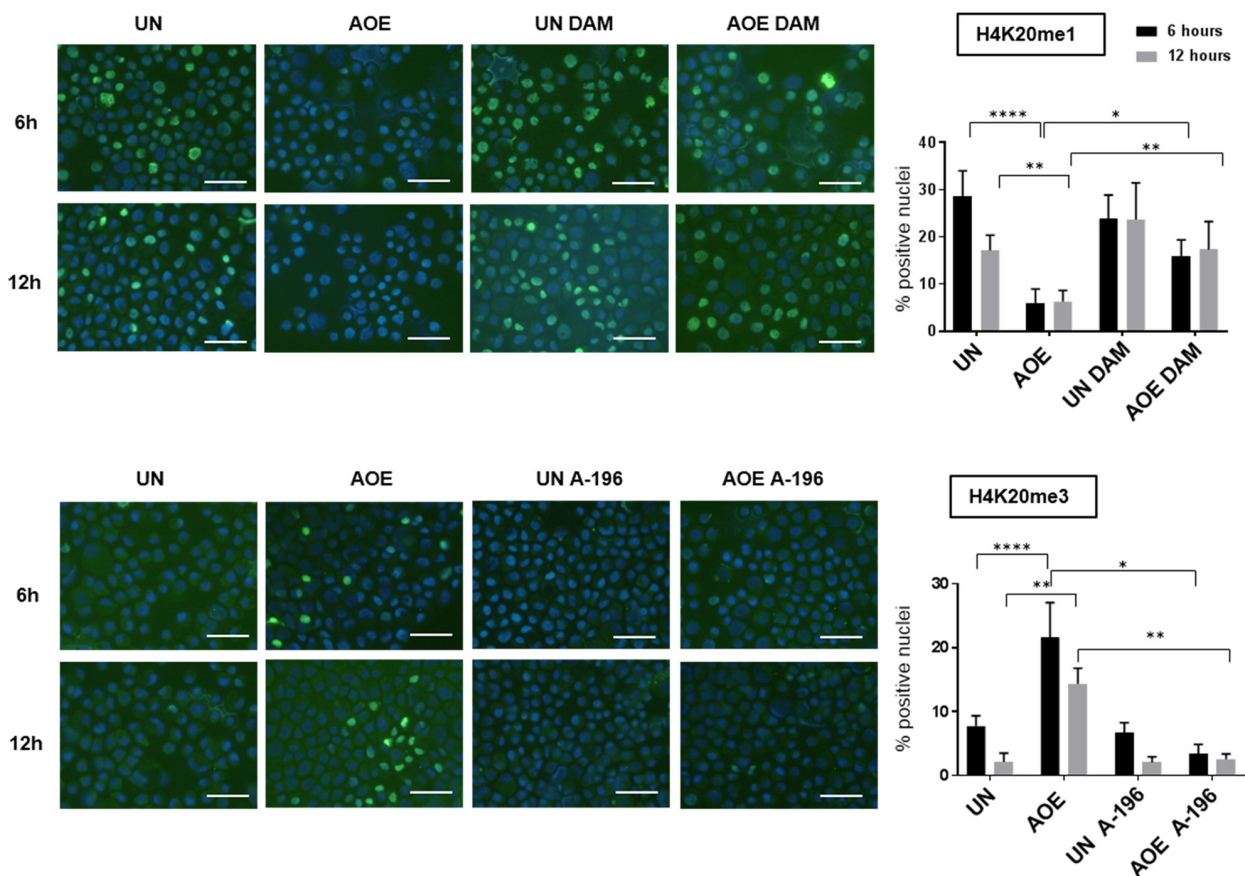 UN AOE UN DAM AOE DAM
6h
12h
H4K20me1
6 hours
12 hours
**** *
** **
% positive nuclei
40
30
20
10
0
UN AOE UN DAM AOE DAM
UN AOE UN A-196 AOE A-196
6h
12h
H4K20me3
**** *
** **
% positive nuclei
30
20
10
0
UN AOE UN A-196 AOE A-196